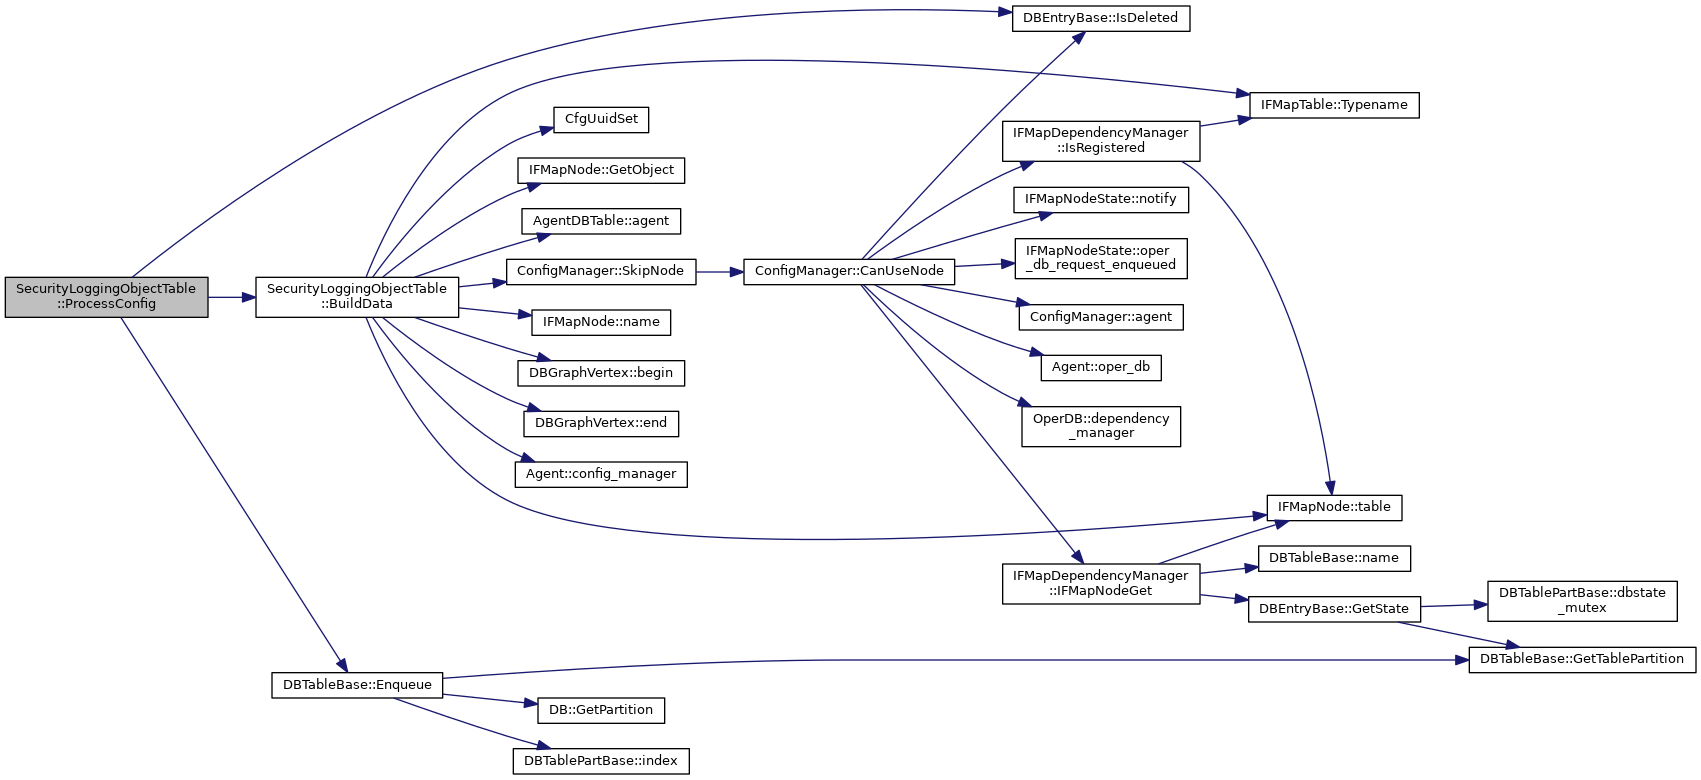 DBEntryBase::IsDeleted
IFMapTable::Typename
CfgUuidSet
IFMapDependencyManager
::IsRegistered
IFMapNode::GetObject
IFMapNodeState::notify
AgentDBTable::agent
IFMapNodeState::oper
_db_request_enqueued
ConfigManager::SkipNode
ConfigManager::CanUseNode
SecurityLoggingObjectTable
::ProcessConfig
SecurityLoggingObjectTable
::BuildData
IFMapNode::name
ConfigManager::agent
DBGraphVertex::begin
Agent::oper_db
DBGraphVertex::end
OperDB::dependency
_manager
Agent::config_manager
IFMapNode::table
DBTableBase::name
IFMapDependencyManager
::IFMapNodeGet
DBEntryBase::GetState
DBTablePartBase::dbstate
_mutex
DBTableBase::GetTablePartition
DBTableBase::Enqueue
DB::GetPartition
DBTablePartBase::index